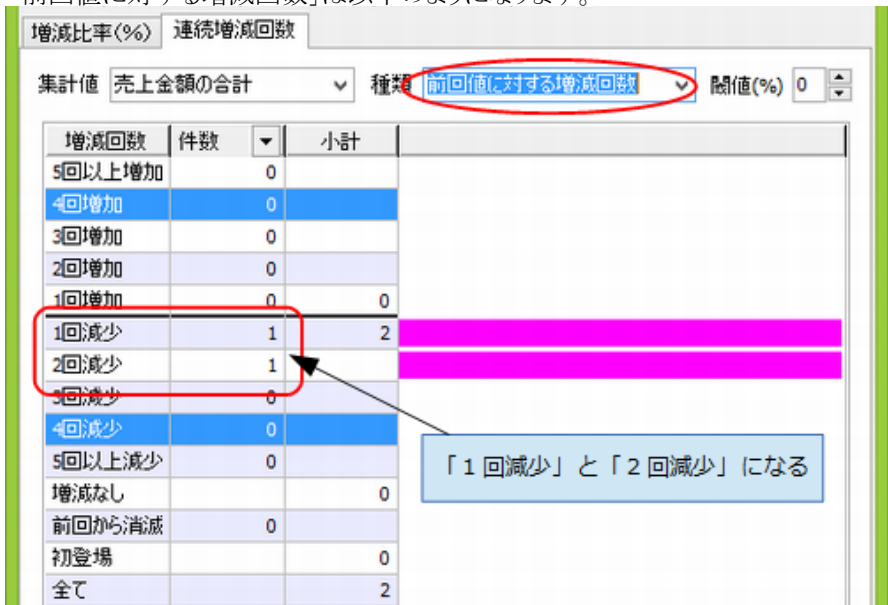 前回値に対する増減回数」は以下のようになります。
増減比率(%) 連続増減回数
集計値 売上金額の合計 種類 前回値に対する増減回数 閾値(%) 0
増減回数 件数 小計
5回以上増加 0
4回増加 0
3回増加 0
2回増加 0
1回増加 0 0
1回減少 1 2
2回減少 1
3回減少 0
4回減少 0
5回以上減少 0
「1回減少」と「2回減少」になる
増減なし 0
前回から消滅 0
初登場 0
全て 2